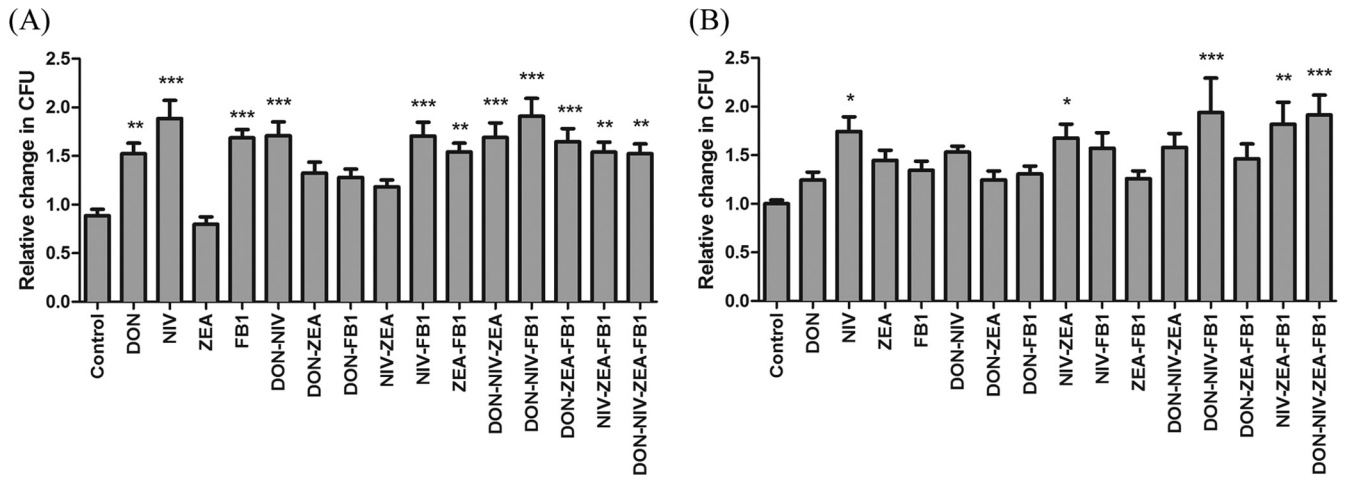 (A)
Relative change in CFU
2.5
2.0
1.5
1.0
0.5
0.0
** *** *** *** *** ** *** *** *** ** **
Control DON NIV ZEA FB1 DON-NIV DON-ZEA DON-FB1 NIV-ZEA NIV-FB1 ZEA-FB1 DON-NIV-ZEA DON-NIV-FB1 DON-ZEA-FB1 NIV-ZEA-FB1 DON-NIV-ZEA-FB1
(B)
Relative change in CFU
2.5
2.0
1.5
1.0
0.5
0.0
* * *** ** ***
Control DON NIV ZEA FB1 DON-NIV DON-ZEA DON-FB1 NIV-ZEA NIV-FB1 ZEA-FB1 DON-NIV-ZEA DON-NIV-FB1 DON-ZEA-FB1 NIV-ZEA-FB1 DON-NIV-ZEA-FB1